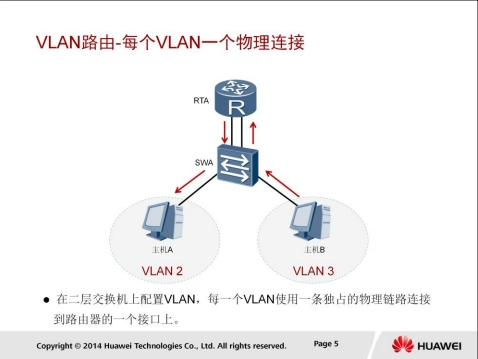 VLAN路由-每个VLAN一个物理连接
RTA
R
SWA
主机A
主机B
VLAN 2
VLAN 3
● 在二层交换机上配置VLAN，每一个VLAN使用一条独占的物理链路连接
到路由器的一个接口上。
Copyright © 2014 Huawei Technologies Co., Ltd. All rights reserved.
Page 5
HUAWEI